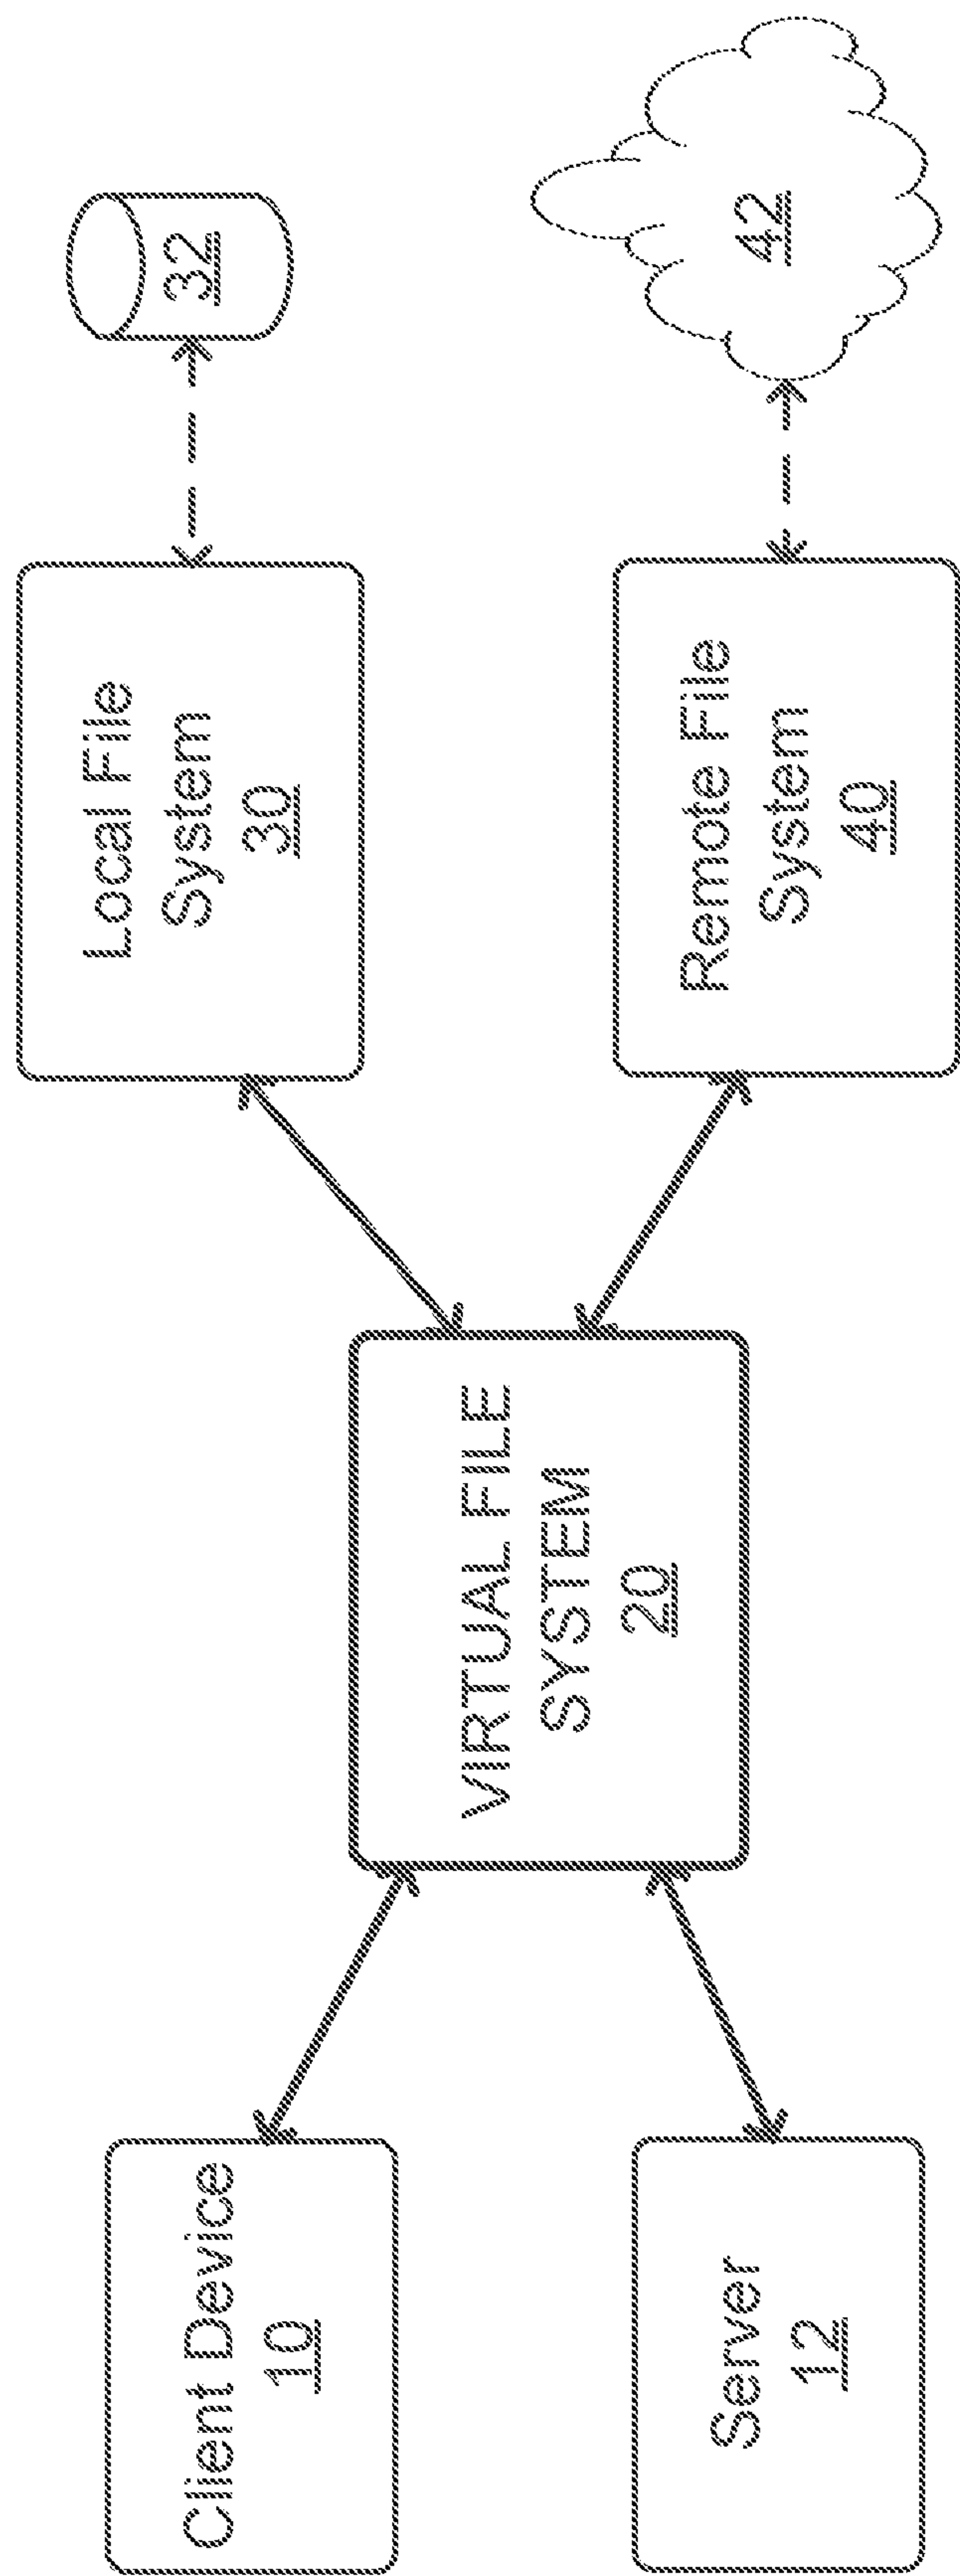 Client Device
10
Server
12
VIRTUAL FILE
SYSTEM
20
Local File
System
30
Remote File
System
40
32
42